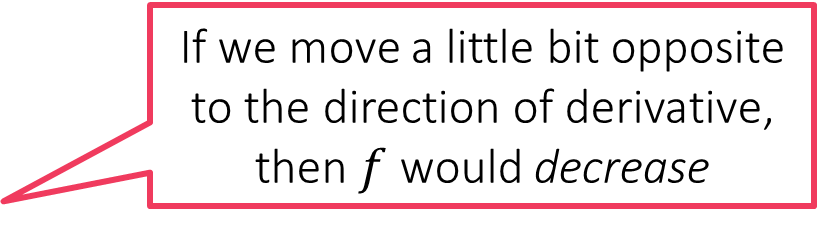 If we move a little bit opposite
to the direction of derivative,
then f would decrease